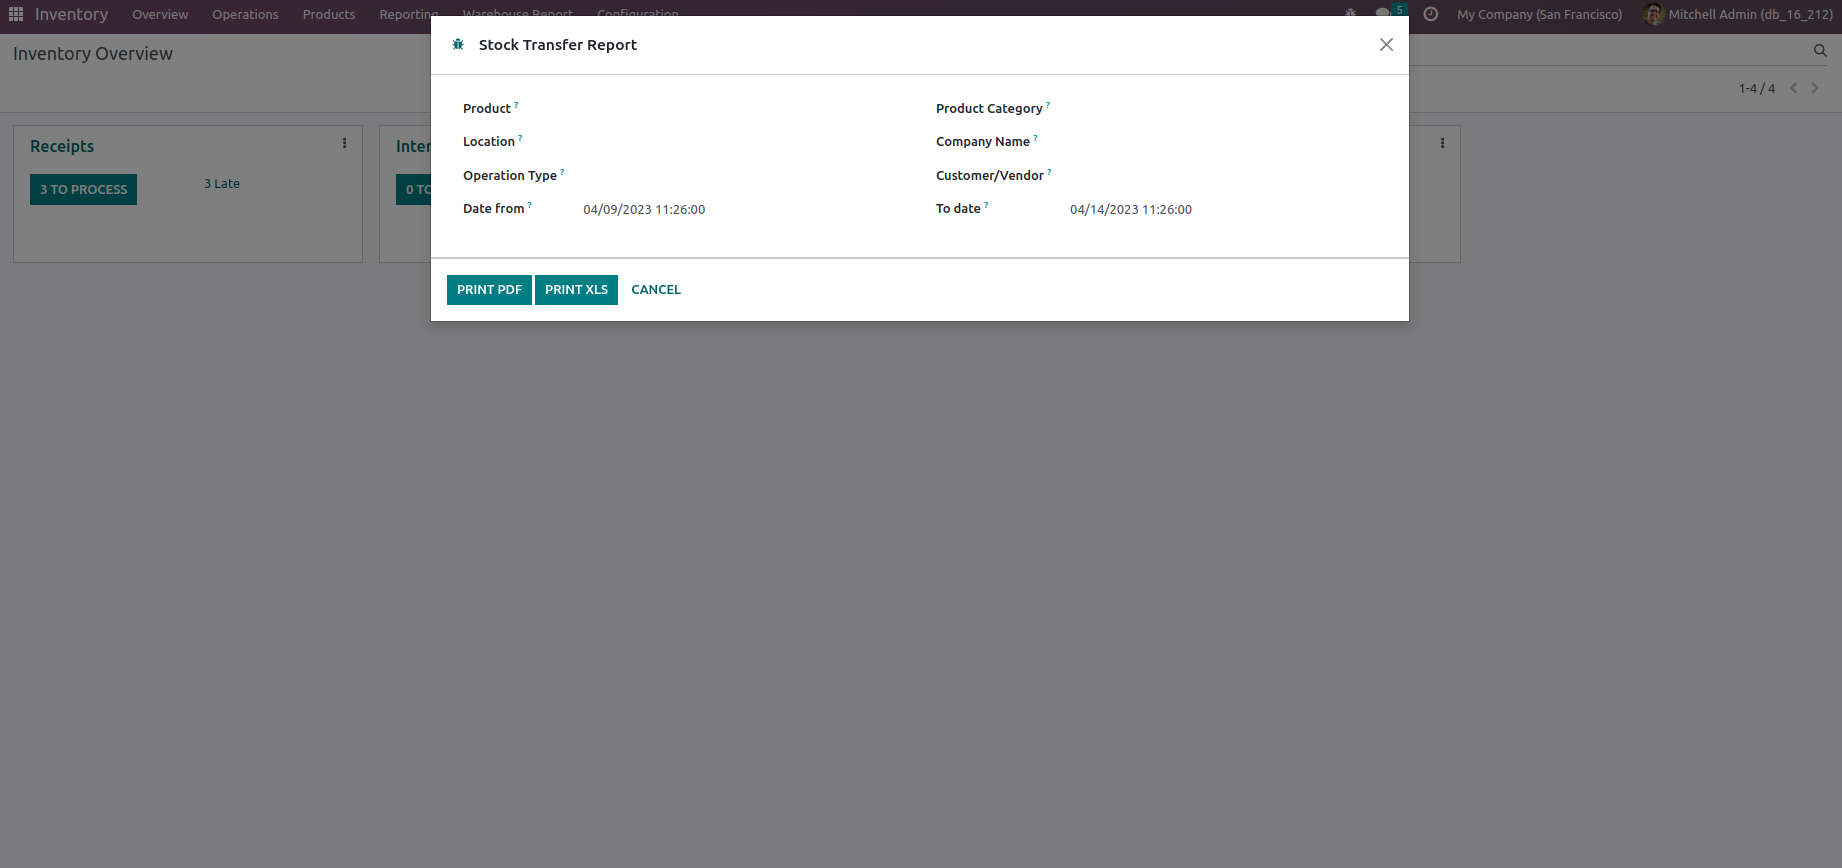 Inventory Overview Operations Products Reporting Warehouse Report Configuration 5 My Company (San Francisco) Mitchell Admin (db_16_212)
Inventory Overview
1-4 / 4
Stock Transfer Report
Product ? Product Category ?
Location ? Company Name ?
Operation Type ? Customer/Vendor ?
Date from ? 04/09/2023 11:26:00 To date ? 04/14/2023 11:26:00
PRINT PDF PRINT XLS CANCEL
Receipts
3 TO PROCESS 3 Late
Inter
0 TO